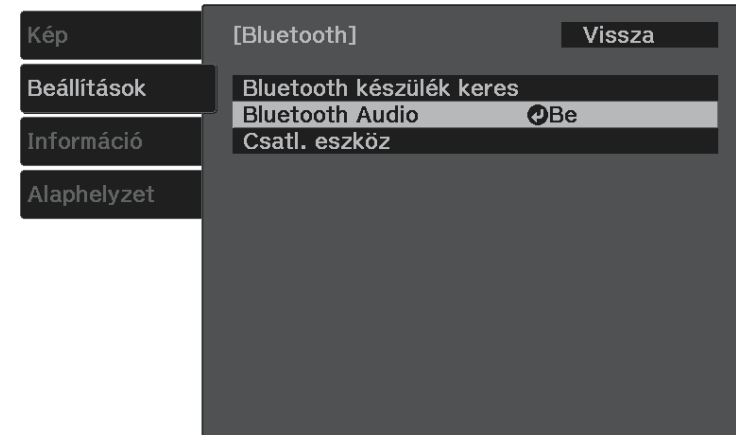 Kép
Beállítások
Információ
Alaphelyzet
[Bluetooth]
Vissza
Bluetooth készülék keres
Bluetooth Audio Be
Csatl. eszköz